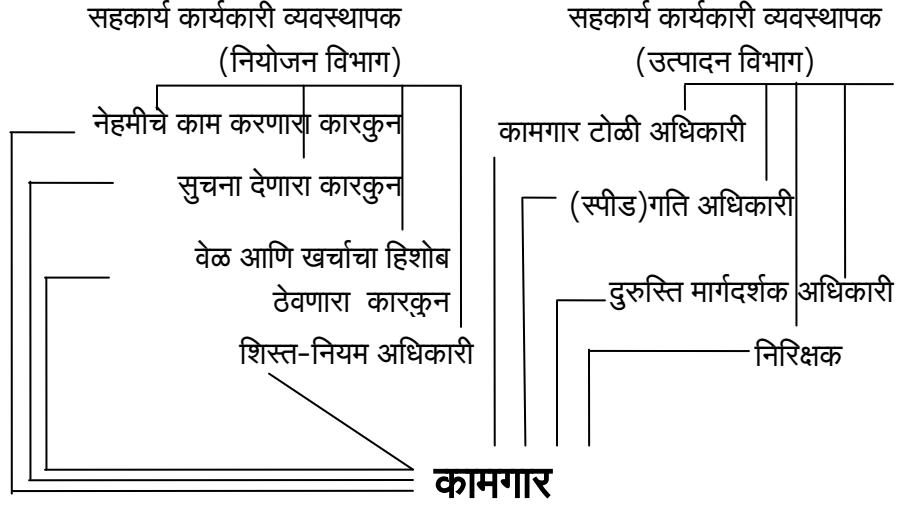 सहकार्य कार्यकारी व्यवस्थापक
(नियोजन विभाग)
नेहमीचे काम करणारा कारकुन
सुचना देणारा कारकुन
वेळ आणि खर्चाचा हिशोब
ठेवणारा कारकुन
शिस्त-नियम अधिकारी
सहकार्य कार्यकारी व्यवस्थापक
(उत्पादन विभाग)
कामगार टोळी अधिकारी
(स्पीड)गति अधिकारी
दुरुस्ति मार्गदर्शक अधिकारी
निरिक्षक
कामगार